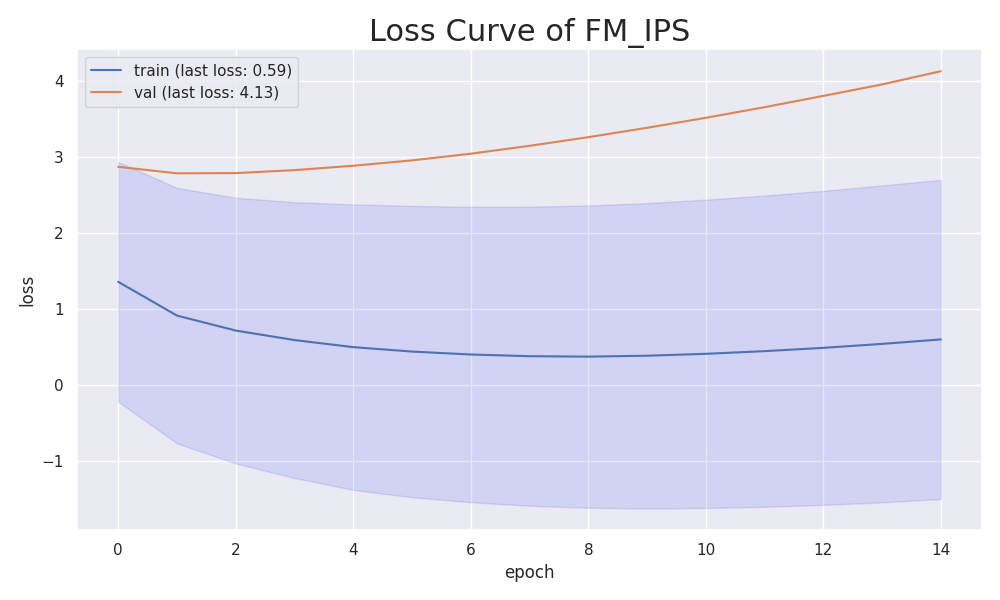 Loss Curve of FM_IPS
train (last loss: 0.59)
val (last loss: 4.13)
4
3
2
1
0
−1
loss
0 2 4 6 8 10 12 14
epoch